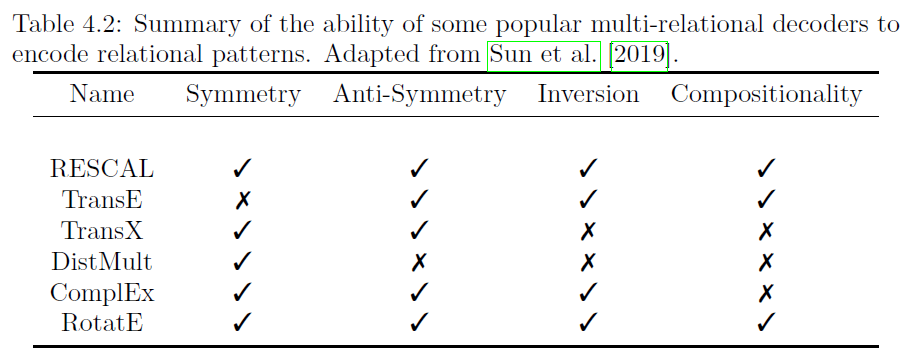 Table 4.2: Summary of the ability of some popular multi-relational decoders to
encode relational patterns. Adapted from Sun et al. [2019].
Name Symmetry Anti-Symmetry Inversion Compositionality
RESCAL ✓ ✓ ✓ ✓
TransE ✗ ✓ ✓ ✓
TransX ✓ ✓ ✗ ✗
DistMult ✓ ✗ ✗ ✗
ComplEx ✓ ✓ ✓ ✗
RotatE ✓ ✓ ✓ ✓